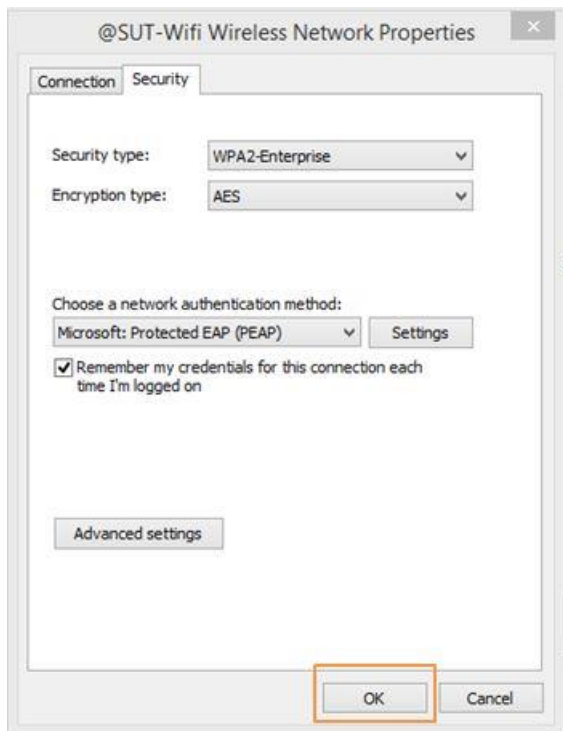 @SUT-Wifi Wireless Network Properties
Connection
Security
Security type:
WPA2-Enterprise
Encryption type:
AES
Choose a network authentication method:
Microsoft: Protected EAP (PEAP)
Settings
Remember my credentials for this connection each
time I'm logged on
Advanced settings
OK
Cancel